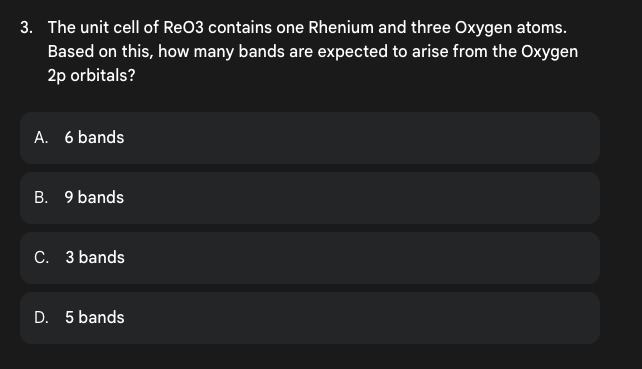 3. The unit cell of ReO3 contains one Rhenium and three Oxygen atoms.
Based on this, how many bands are expected to arise from the Oxygen
2p orbitals?
A. 6 bands
B. 9 bands
C. 3 bands
D. 5 bands